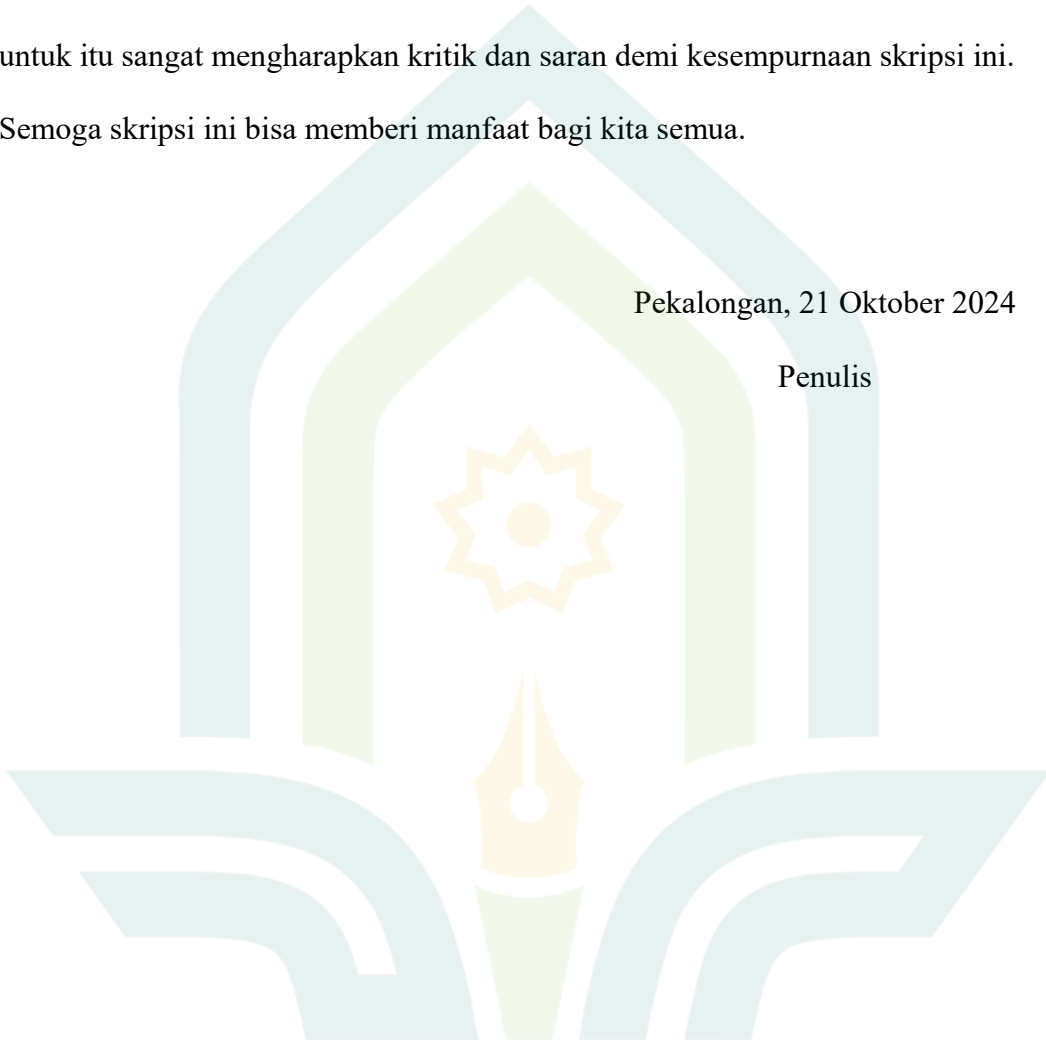 untuk itu sangat mengharapkan kritik dan saran demi kesempurnaan skripsi ini.
Semoga skripsi ini bisa memberi manfaat bagi kita semua.
Pekalongan, 21 Oktober 2024
Penulis